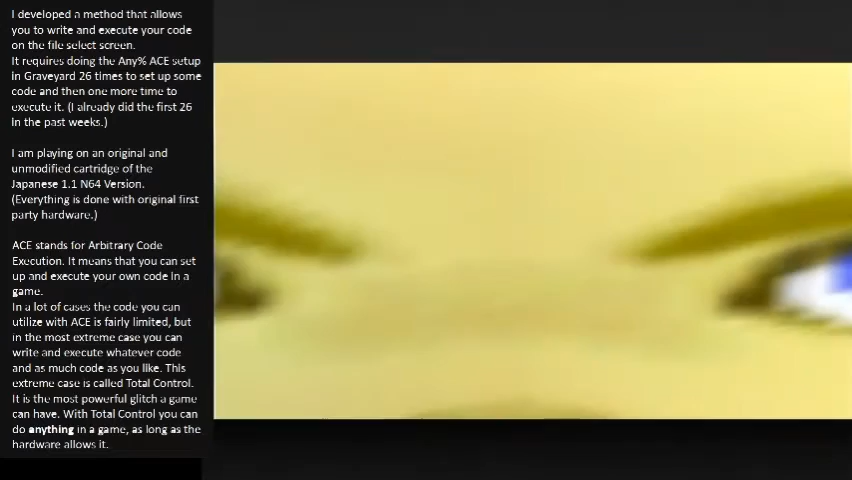 I developed a method that allows
you to write and execute your code
on the file select screen.
It requires doing the Any% ACE setup
in Graveyard 26 times to set up some
code and then one more time to
execute it. (I already did the first 26
in the past weeks.)
I am playing on an original and
unmodified cartridge of the
Japanese 1.1 N64 Version.
(Everything is done with original first
party hardware.)
ACE stands for Arbitrary Code
Execution. It means that you can set
up and execute your own code in a
game.
In a lot of cases the code you can
utilize with ACE is fairly limited, but
in the most extreme case you can
write and execute whatever code
and as much code as you like. This
extreme case is called Total Control.
It is the most powerful glitch a game
can have. With Total Control you can
do anything in a game, as long as the
hardware allows it.